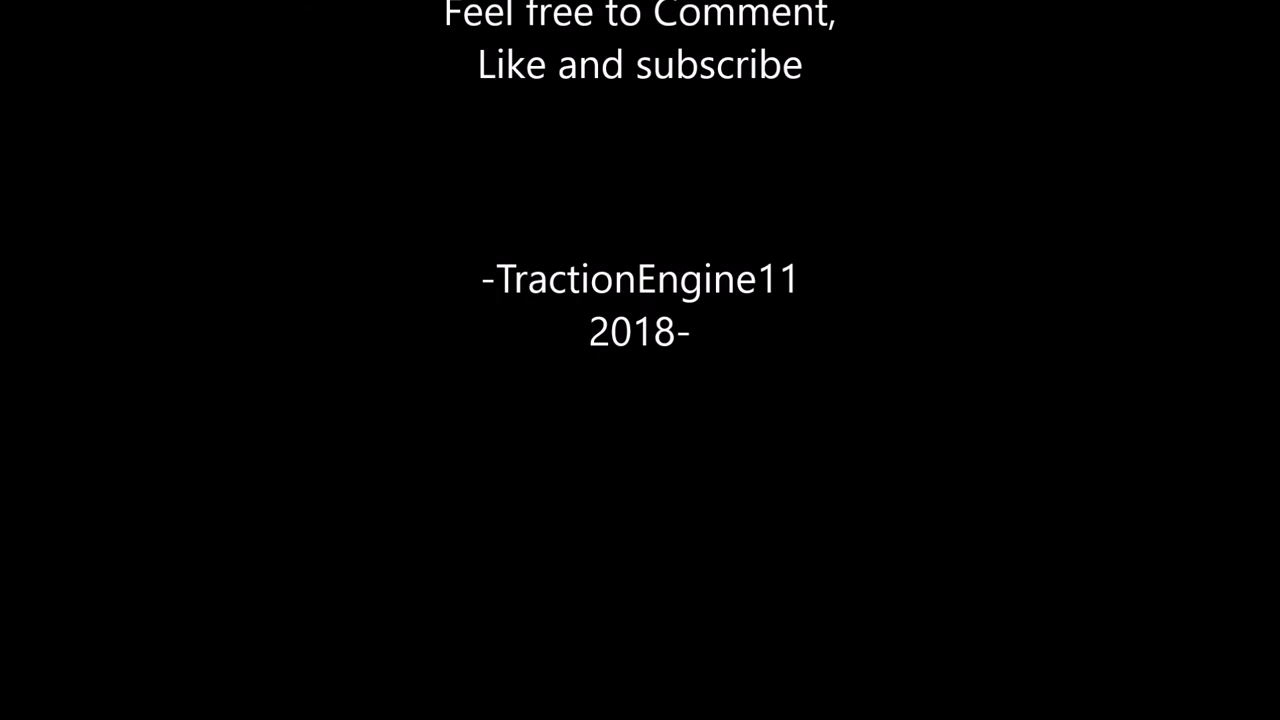 Feel free to Comment,
Like and subscribe
-TractionEngine11
2018-